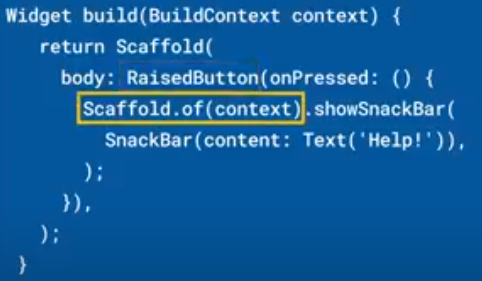 Widget build(BuildContext context) {
return Scaffold(
body: RaisedButton(onPressed: () {
Scaffold.of(context).showSnackBar(
SnackBar(content: Text('Help!')),
);
}),
);
}